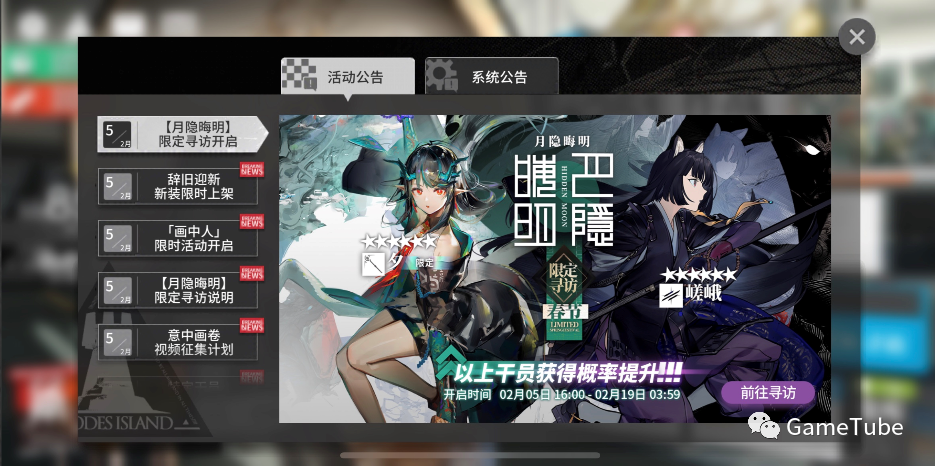 活动公告
系统公告
5
2月
【月隐晦明】
限定寻访开启
BREAKING
NEWS
5
2月
辞旧迎新
新装限时上架
BREAKING
NEWS
5
2月
「画中人」
限时活动开启
BREAKING
NEWS
5
2月
【月隐晦明】
限定寻访说明
BREAKING
NEWS
5
2月
意中画卷
视频征集计划
ODES ISLAND
月隐晦明
HIDDEN MOON
限定
寻访
春节
LIMITED
★★★★★★
夕 限定
★★★★★★
嵯峨
以上干员获得概率提升!!!
开启时间 02月05日 16:00 - 02月19日 03:59
前往寻访
GameTube